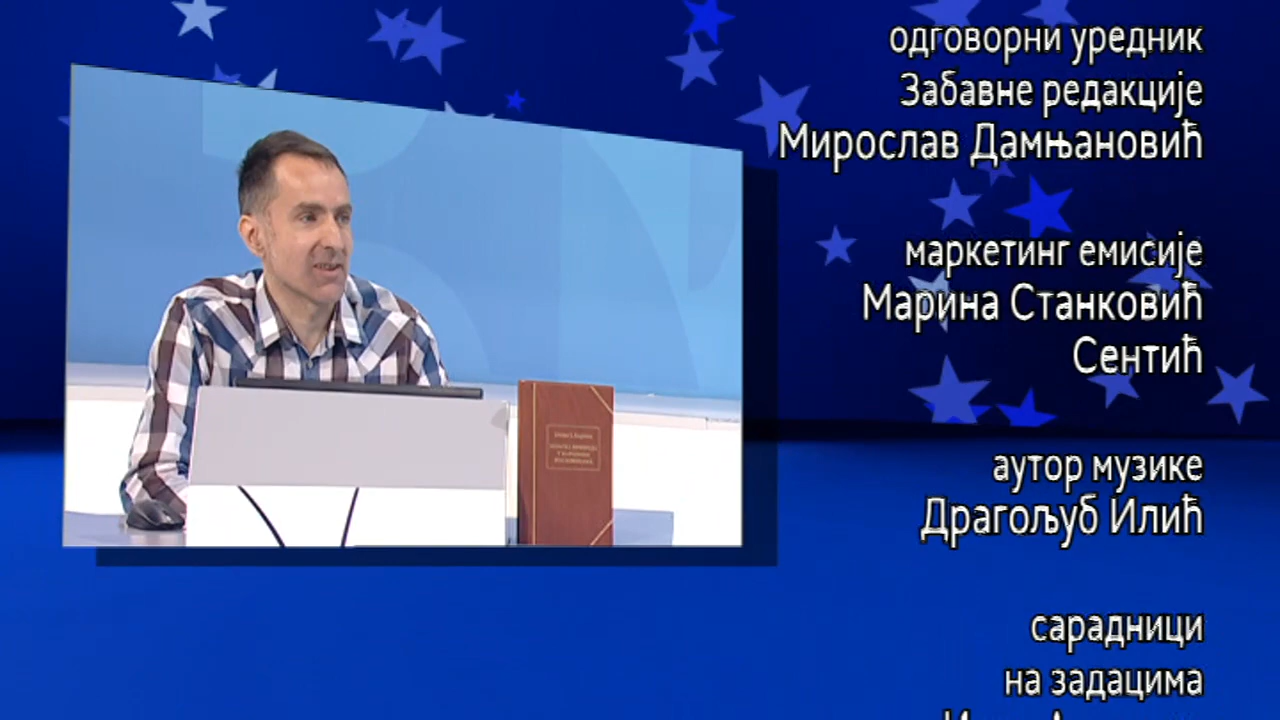 одговорни уредник
Забавне редакције
Мирослав Дамњановић
маркетинг емисије
Марина Станковић
Сентић
аутор музике
Драгољуб Илић
сарадници
на задацима